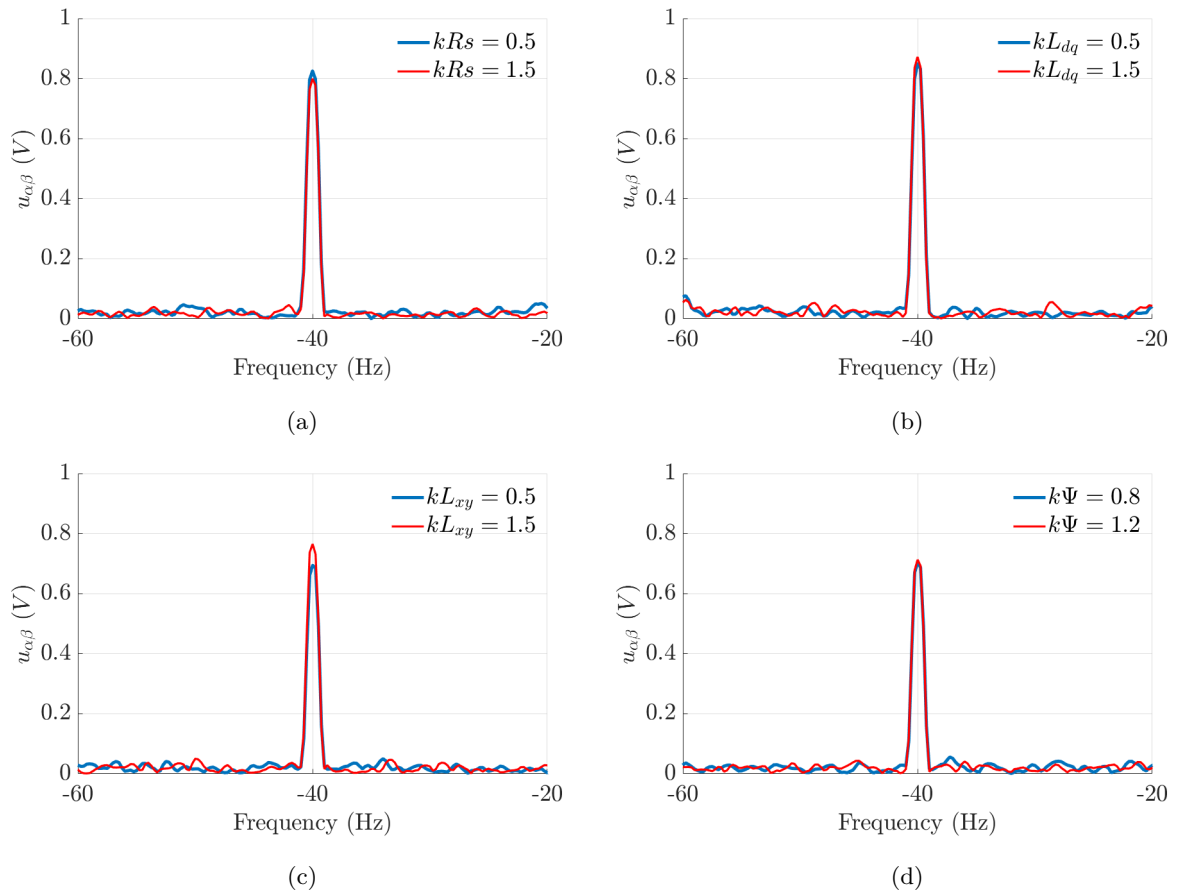 1
0.8
0.6
0.4
0.2
0
u_{αβ} (V)
-60 -40 -20
Frequency (Hz)
kRs = 0.5
kRs = 1.5
(a)
1
0.8
0.6
0.4
0.2
0
u_{αβ} (V)
-60 -40 -20
Frequency (Hz)
kL_{dq} = 0.5
kL_{dq} = 1.5
(b)
1
0.8
0.6
0.4
0.2
0
u_{αβ} (V)
-60 -40 -20
Frequency (Hz)
kL_{xy} = 0.5
kL_{xy} = 1.5
(c)
1
0.8
0.6
0.4
0.2
0
u_{αβ} (V)
-60 -40 -20
Frequency (Hz)
kΨ = 0.8
kΨ = 1.2
(d)